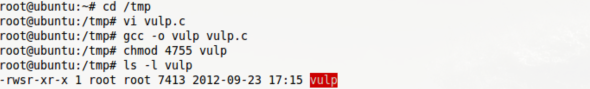 root@ubuntu:~# cd /tmp
root@ubuntu:/tmp# vi vulp.c
root@ubuntu:/tmp# gcc -o vulp vulp.c
root@ubuntu:/tmp# chmod 4755 vulp
root@ubuntu:/tmp# ls -l vulp
-rwsr-xr-x 1 root root 7413 2012-09-23 17:15 vulp